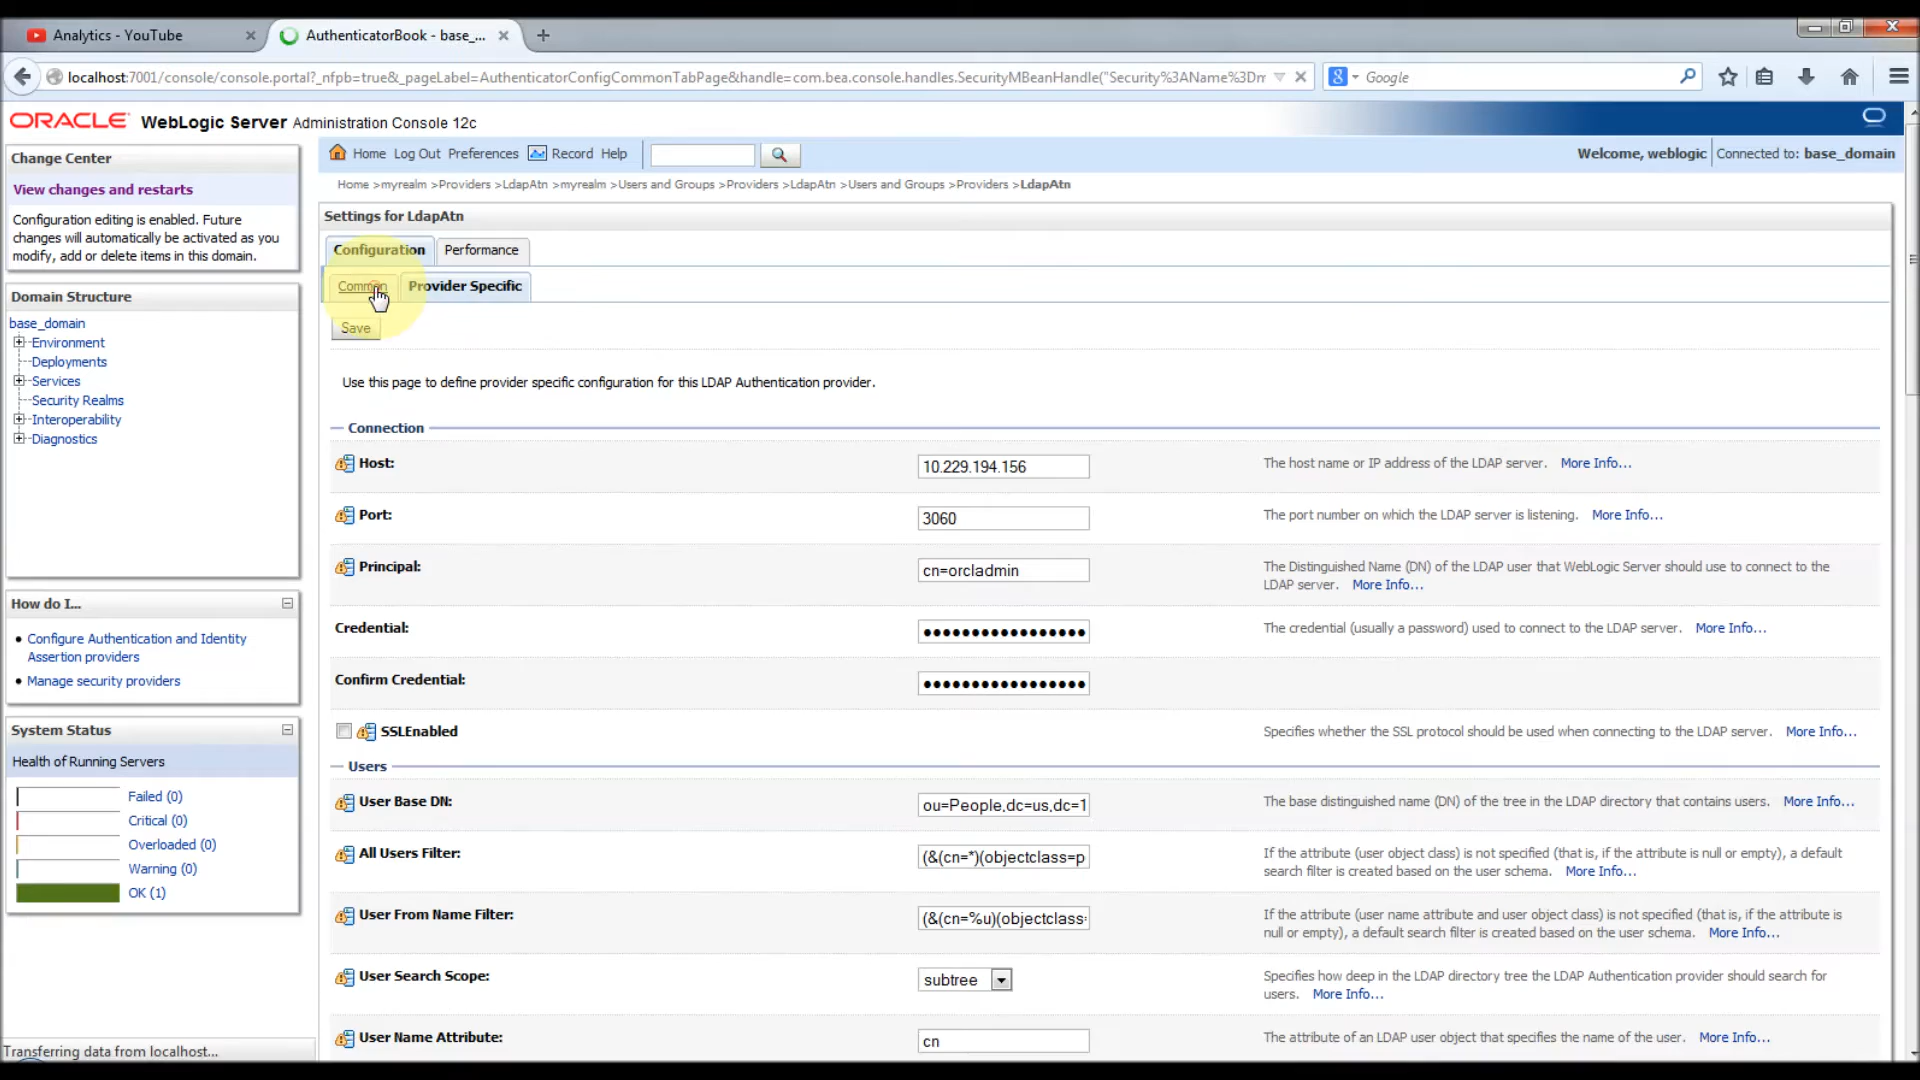 Analytics - YouTube
AuthenticatorBook - base_...
localhost:7001/console/console.portal?_nfpb=true&_pageLabel=AuthenticatorConfigCommonTabPage&handle=com.bea.console.handles.SecurityMBeanHandle("Security%3AName%3Dr
Google
ORACLE WebLogic Server Administration Console 12c
Change Center
View changes and restarts
Configuration editing is enabled. Future
changes will automatically be activated as you
modify, add or delete items in this domain.
Domain Structure
base_domain
Environment
Deployments
Services
Security Realms
Interoperability
Diagnostics
How do I...
Configure Authentication and Identity
Assertion providers
Manage security providers
System Status
Health of Running Servers
Failed (0)
Critical (0)
Overloaded (0)
Warning (0)
OK (1)
Transferring data from localhost...
Home Log Out Preferences Record Help
Welcome, weblogic
Connected to: base_domain
Home >myrealm >Providers >LdapAtn >myrealm >Users and Groups >Providers >LdapAtn >Users and Groups >Providers >LdapAtn
Settings for LdapAtn
Configuration Performance
Common Provider Specific
Save
Use this page to define provider specific configuration for this LDAP Authentication provider.
Connection
Host: 10.229.194.156 The host name or IP address of the LDAP server. More Info...
Port: 3060 The port number on which the LDAP server is listening. More Info...
Principal: cn=orcladmin The Distinguished Name (DN) of the LDAP user that WebLogic Server should use to connect to the
LDAP server. More Info...
Credential: ●●●●●●●●●●●●●●●●● The credential (usually a password) used to connect to the LDAP server. More Info...
Confirm Credential: ●●●●●●●●●●●●●●●●●
SSLEnabled Specifies whether the SSL protocol should be used when connecting to the LDAP server. More Info...
Users
User Base DN: ou=People,dc=us,dc=1 The base distinguished name (DN) of the tree in the LDAP directory that contains users. More Info...
All Users Filter: (&(cn=*)(objectclass=p If the attribute (user object class) is not specified (that is, if the attribute is null or empty), a default
search filter is created based on the user schema. More Info...
User From Name Filter: (&(cn=%u)(objectclass= If the attribute (user name attribute and user object class) is not specified (that is, if the attribute is
null or empty), a default search filter is created based on the user schema. More Info...
User Search Scope: subtree Specifies how deep in the LDAP directory tree the LDAP Authentication provider should search for
users. More Info...
User Name Attribute: cn The attribute of an LDAP user object that specifies the name of the user. More Info...